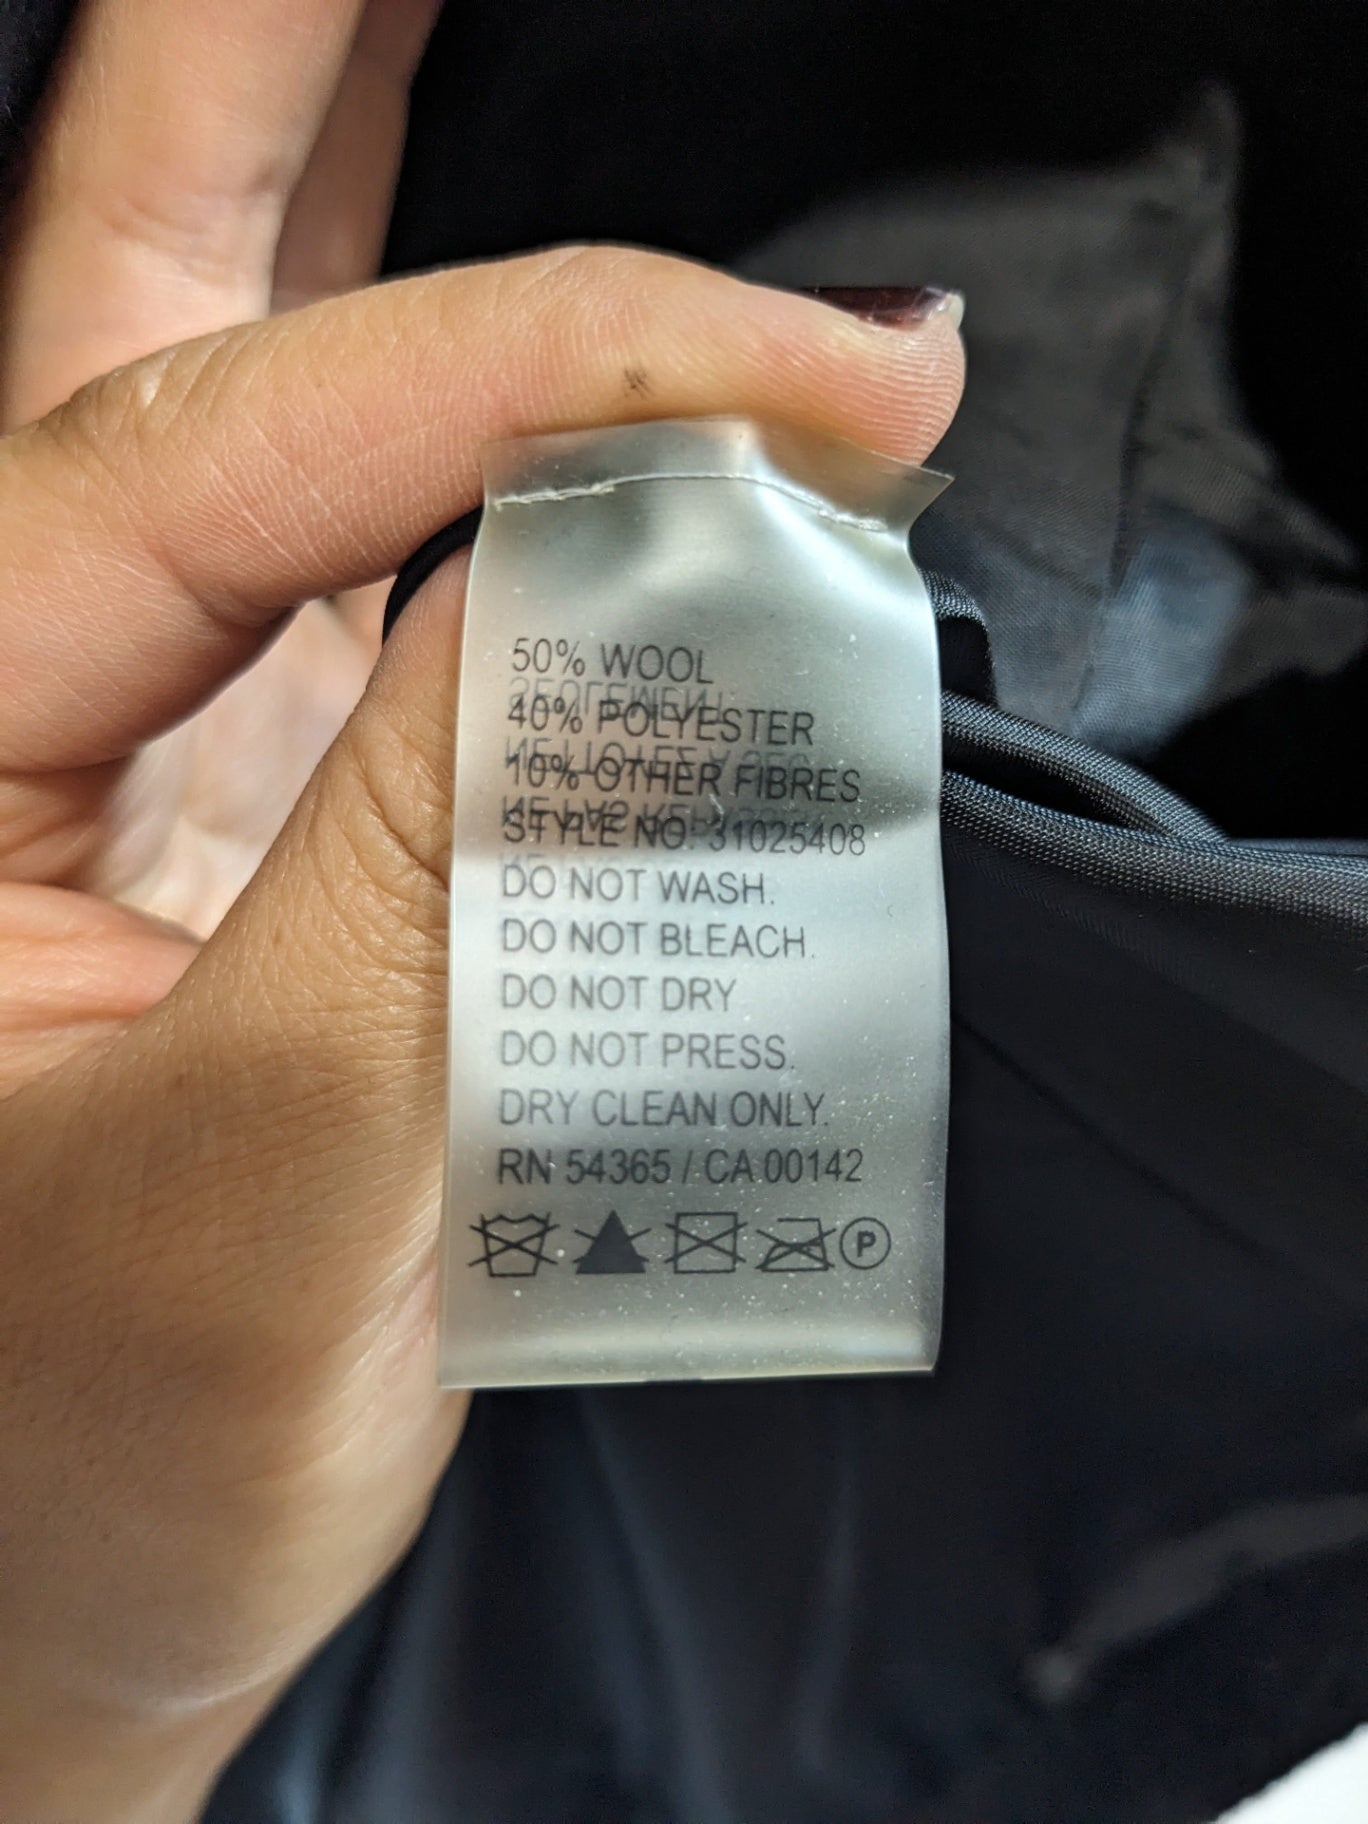 50% WOOL
40% POLYESTER
10% OTHER FIBRES
STYLE NO. 31025408
DO NOT WASH.
DO NOT BLEACH.
DO NOT DRY
DO NOT PRESS.
DRY CLEAN ONLY.
RN 54365 / CA 00142
P